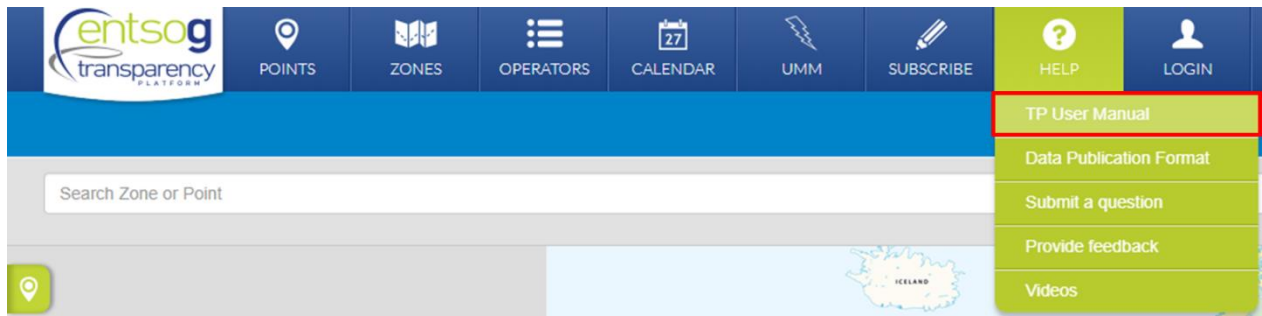 entsog
transparency
PLATFORM
POINTS
ZONES
OPERATORS
27
CALENDAR
UMM
SUBSCRIBE
?
HELP
LOGIN
TP User Manual
Data Publication Format
Search Zone or Point
Submit a question
Provide feedback
ICELAND
Videos